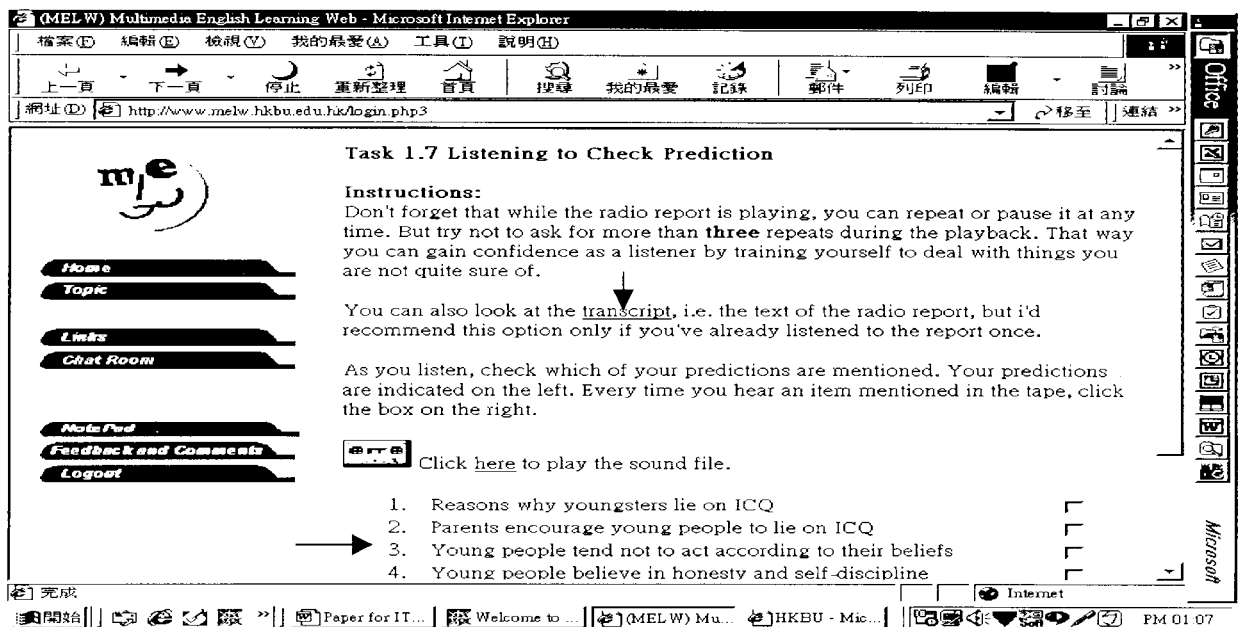 (MELW) Multimedia English Learning Web - Microsoft Internet Explorer
檔案(F) 編輯(E) 檢視(V) 我的最愛(A) 工具(T) 說明(H)
上一頁 下一頁 停止 重新整理 首頁 搜尋 我的最愛 記錄 郵件 列印 編輯 討論 »
網址(D) http://www.melw.hkbu.edu.hk/login.php3 移至 連結 »
Office
me
Task 1.7 Listening to Check Prediction
Instructions:
Don't forget that while the radio report is playing, you can repeat or pause it at any
time. But try not to ask for more than three repeats during the playback. That way
you can gain confidence as a listener by training yourself to deal with things you
are not quite sure of.
Home
Topic
You can also look at the transcript, i.e. the text of the radio report, but i'd
recommend this option only if you've already listened to the report once.
Links
Chat Room
As you listen, check which of your predictions are mentioned. Your predictions
are indicated on the left. Every time you hear an item mentioned in the tape, click
the box on the right.
Note Pad
Feedback and Comments
Logout
Click here to play the sound file.
1. Reasons why youngsters lie on ICQ
2. Parents encourage young people to lie on ICQ
3. Young people tend not to act according to their beliefs
4. Young people believe in honesty and self-discipline
Microsoft
完成 Internet
開始 » Paper for IT... Welcome to ... (MELW) Mu... HKBU - Mic... PM 01:07